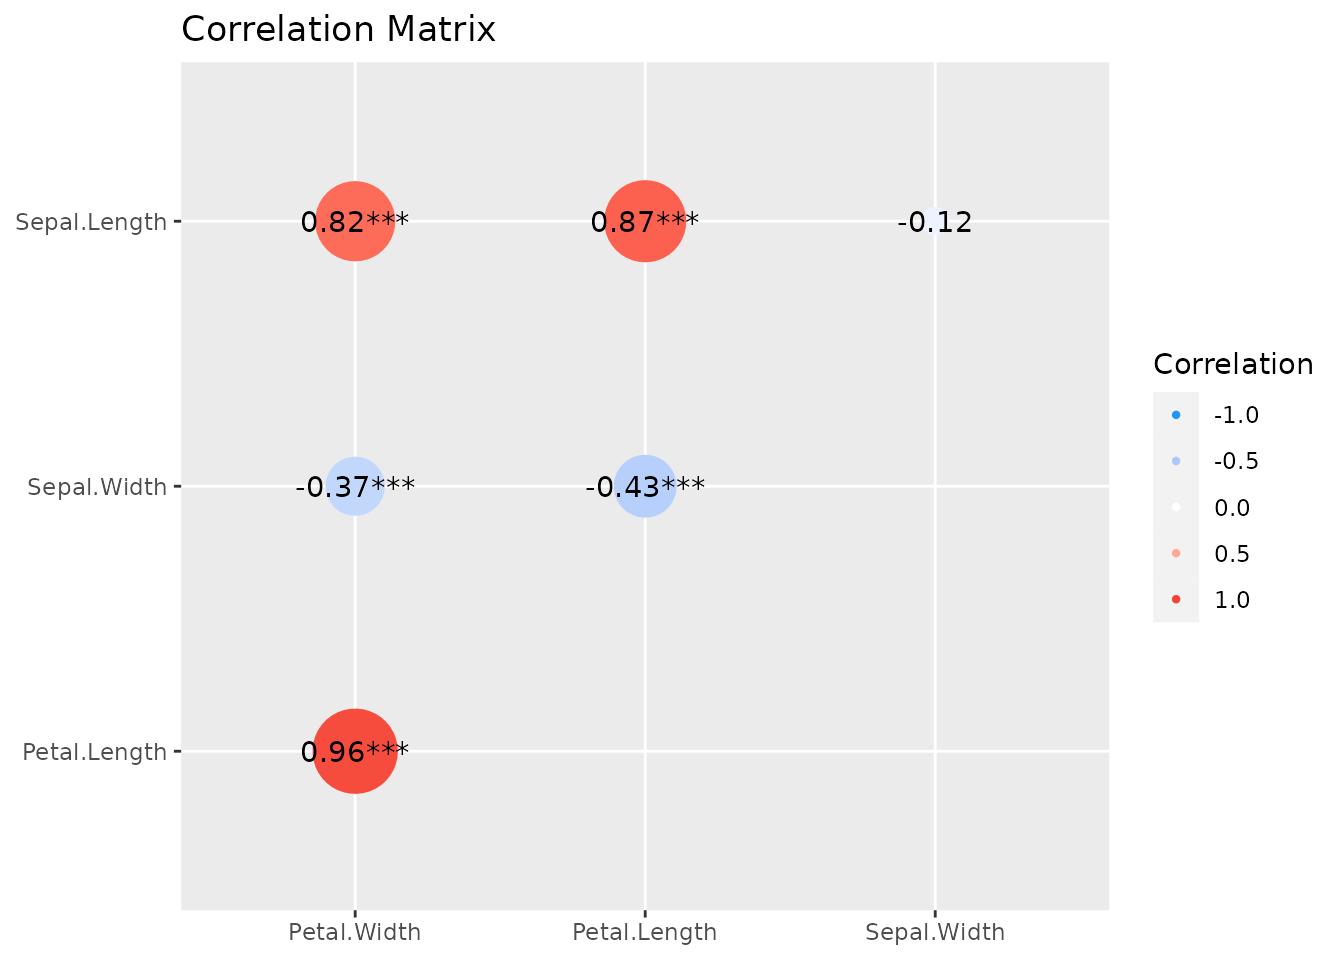 Correlation Matrix
Sepal.Length
0.82***
0.87***
-0.12
Sepal.Width
-0.37***
-0.43***
Petal.Length
0.96***
Petal.Width
Petal.Length
Sepal.Width
Correlation
-1.0
-0.5
0.0
0.5
1.0